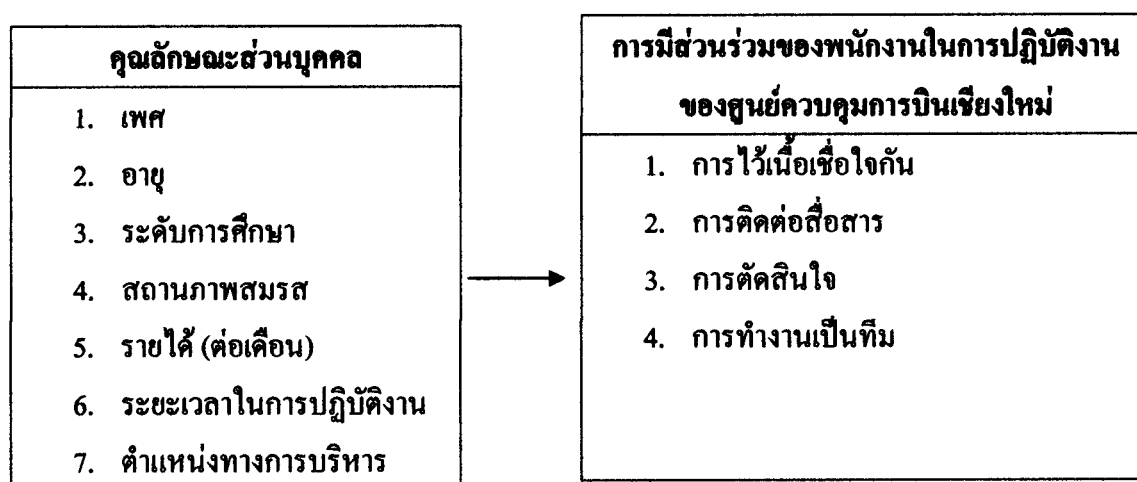 คุณลักษณะส่วนบุคคล
1. เพศ
2. อายุ
3. ระดับการศึกษา
4. สถานภาพสมรส
5. รายได้ (ต่อเดือน)
6. ระยะเวลาในการปฏิบัติงาน
7. ตำแหน่งทางการบริหาร
การมีส่วนร่วมของพนักงานในการปฏิบัติงาน
ของศูนย์ควบคุมการบินเชียงใหม่
1. การไว้เนื้อเชื่อใจกัน
2. การติดต่อสื่อสาร
3. การตัดสินใจ
4. การทำงานเป็นทีม